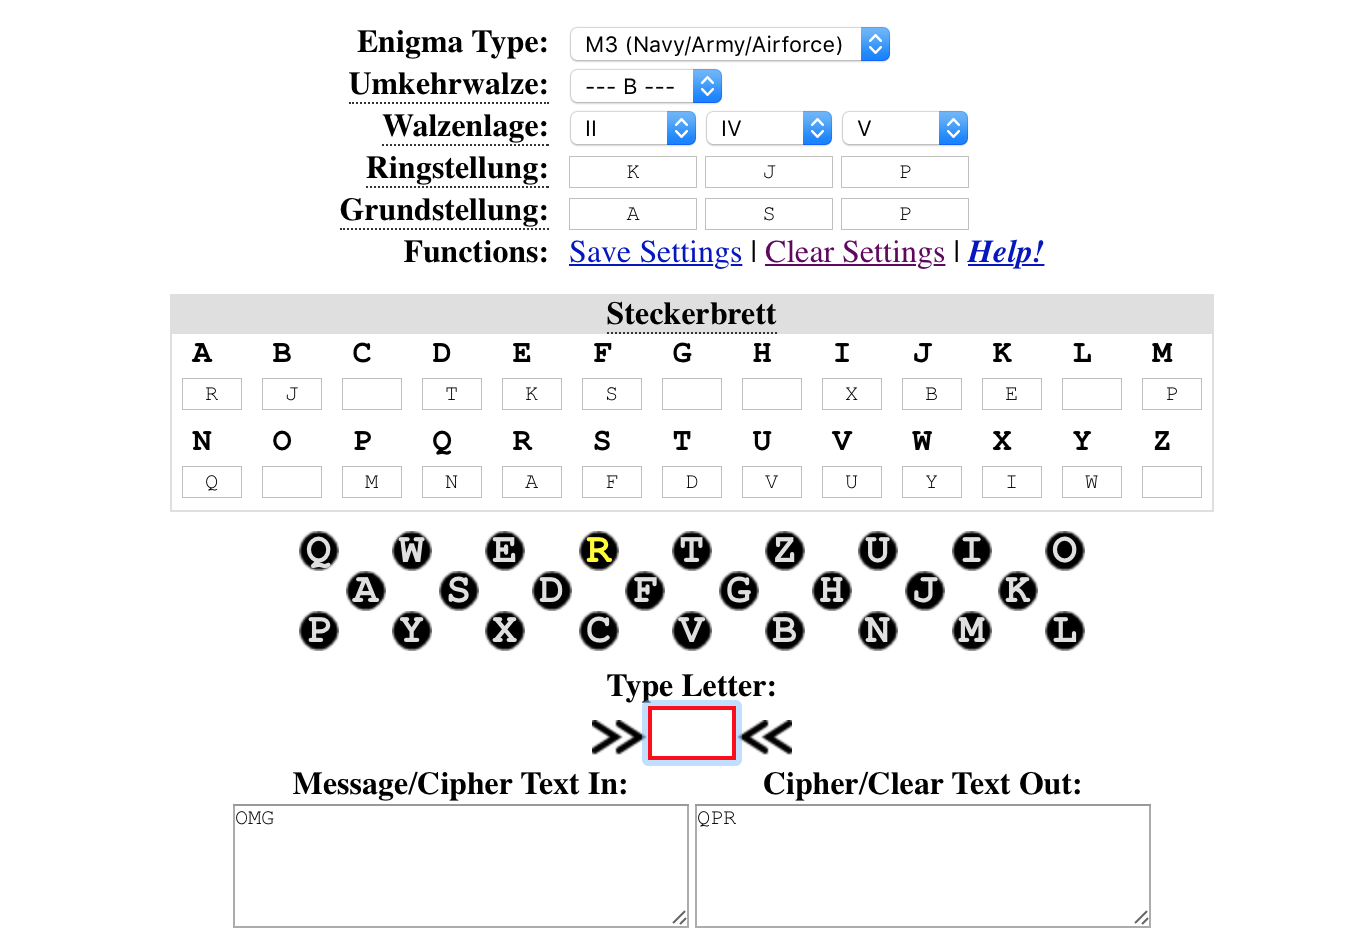 Enigma Type: M3 (Navy/Army/Airforce)
Umkehrwalze: --- B ---
Walzenlage: II IV V
Ringstellung: K J P
Grundstellung: A S P
Functions: Save Settings | Clear Settings | Help!
Steckerbrett
A B C D E F G H I J K L M
R J T K S X B E P
N O P Q R S T U V W X Y Z
Q M N A F D V U Y I W
Q W E R T Z U I O
A S D F G H J K
P Y X C V B N M L
Type Letter:
>> <<
Message/Cipher Text In: Cipher/Clear Text Out:
OMG QPR